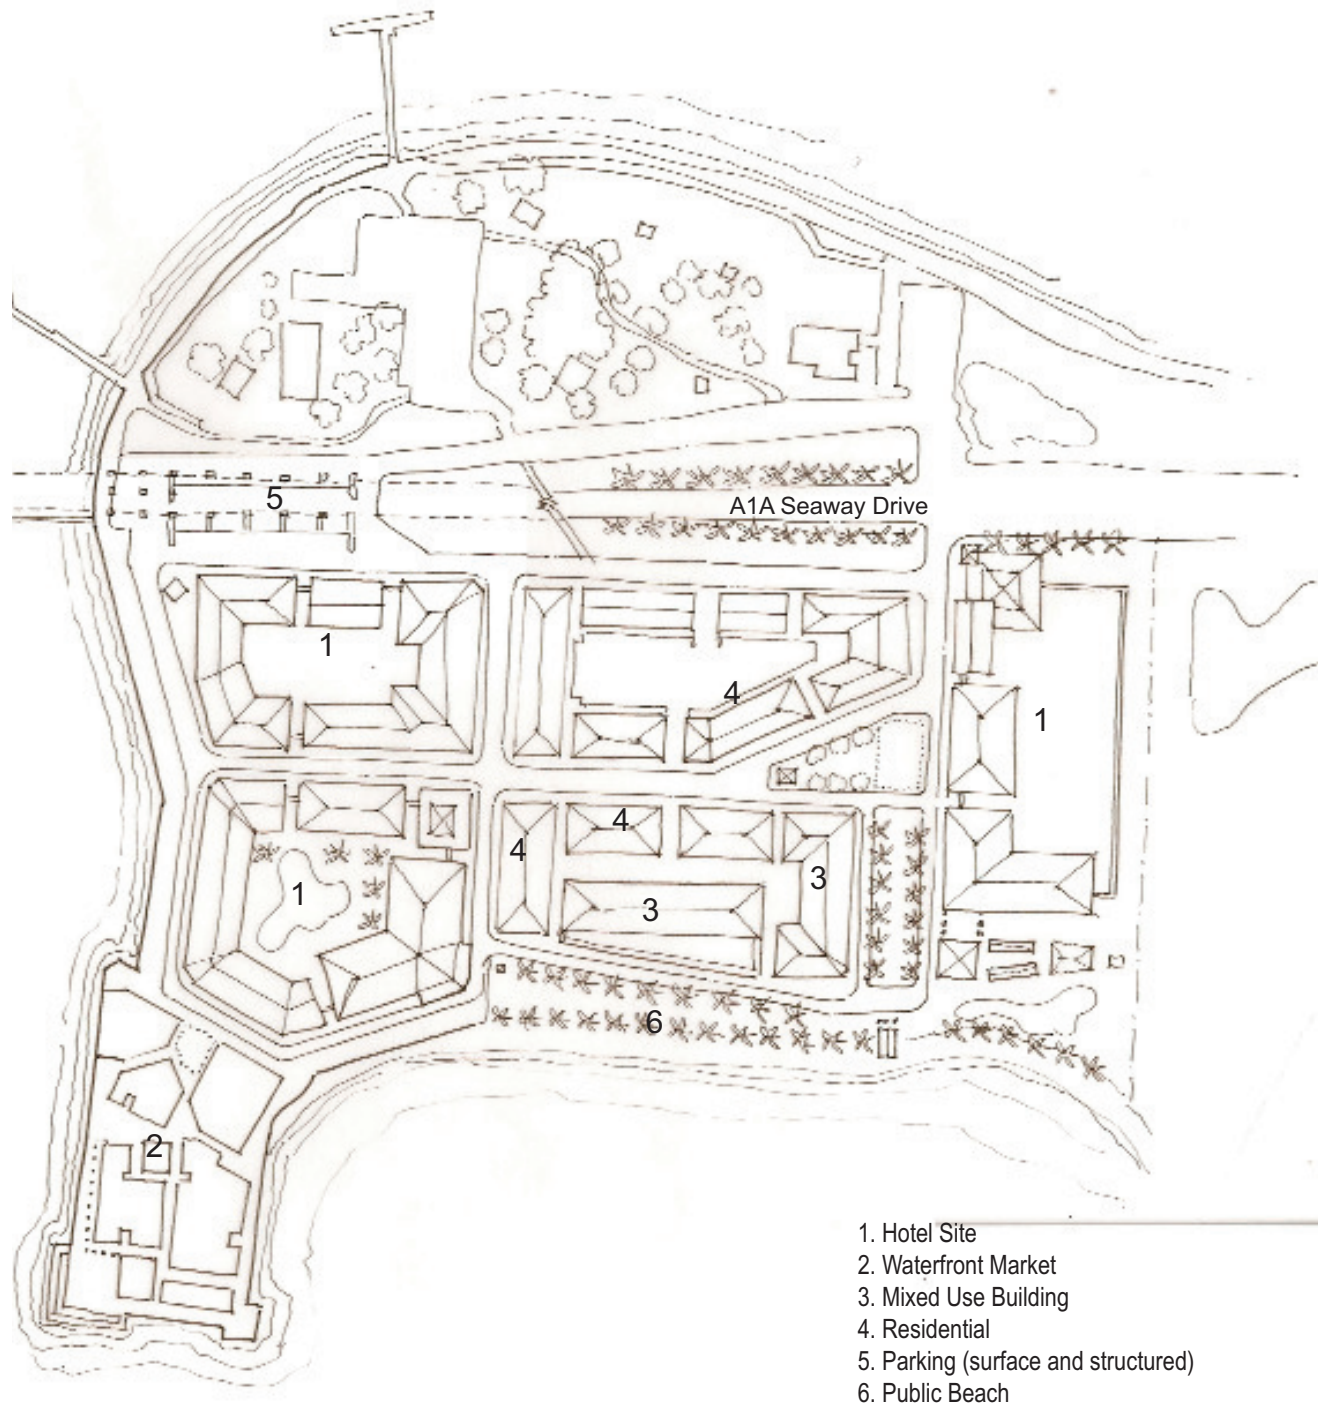 5
A1A Seaway Drive
1
4
1
4
4
3
1
3
6
2
1. Hotel Site
2. Waterfront Market
3. Mixed Use Building
4. Residential
5. Parking (surface and structured)
6. Public Beach